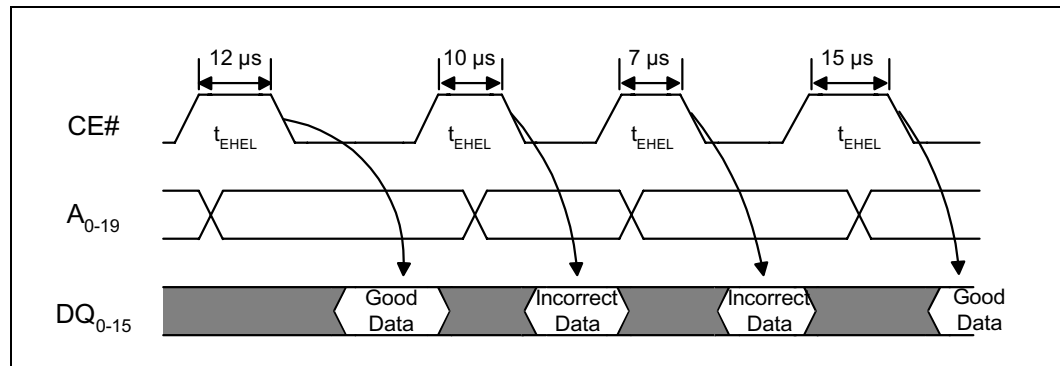 12 µs
10 µs
7 µs
15 µs
CE#
tEHEL
tEHEL
tEHEL
tEHEL
A0-19
DQ0-15
Good
Data
Incorrect
Data
Incorrect
Data
Good
Data